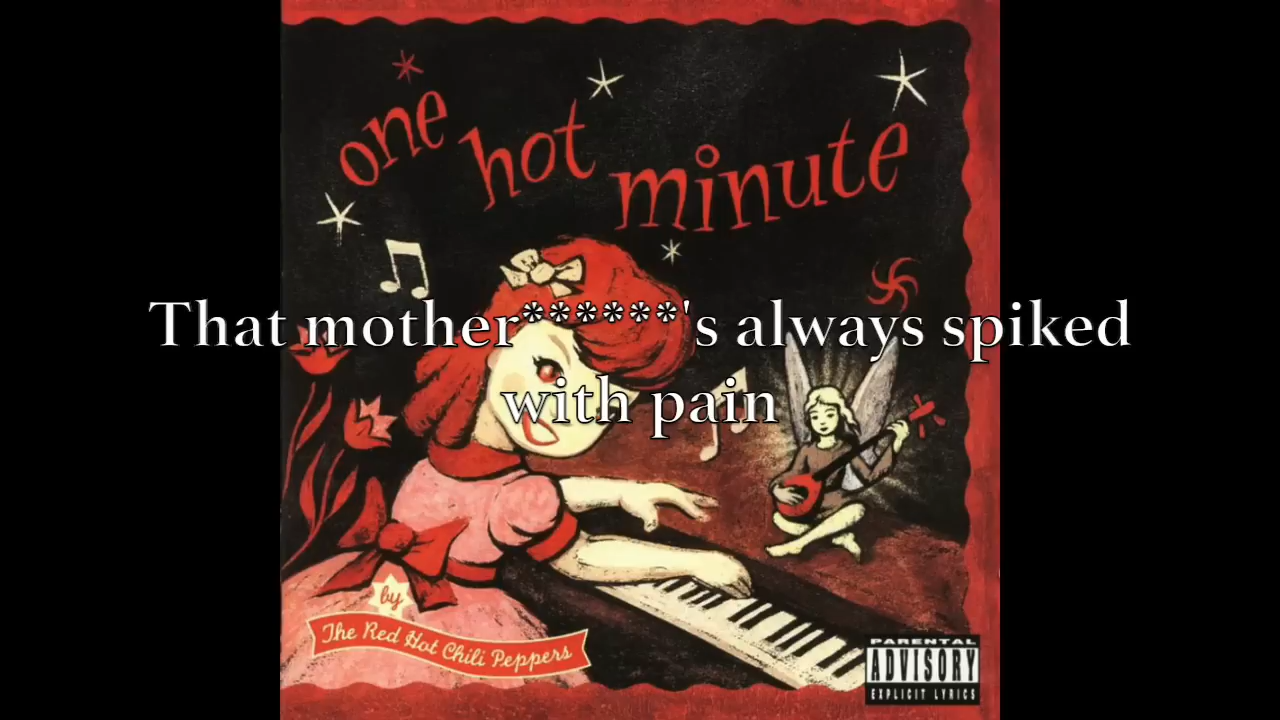 one hot minute
That mother******'s always spiked
with pain
by
The Red Hot Chili Peppers
PARENTAL
ADVISORY
EXPLICIT LYRICS